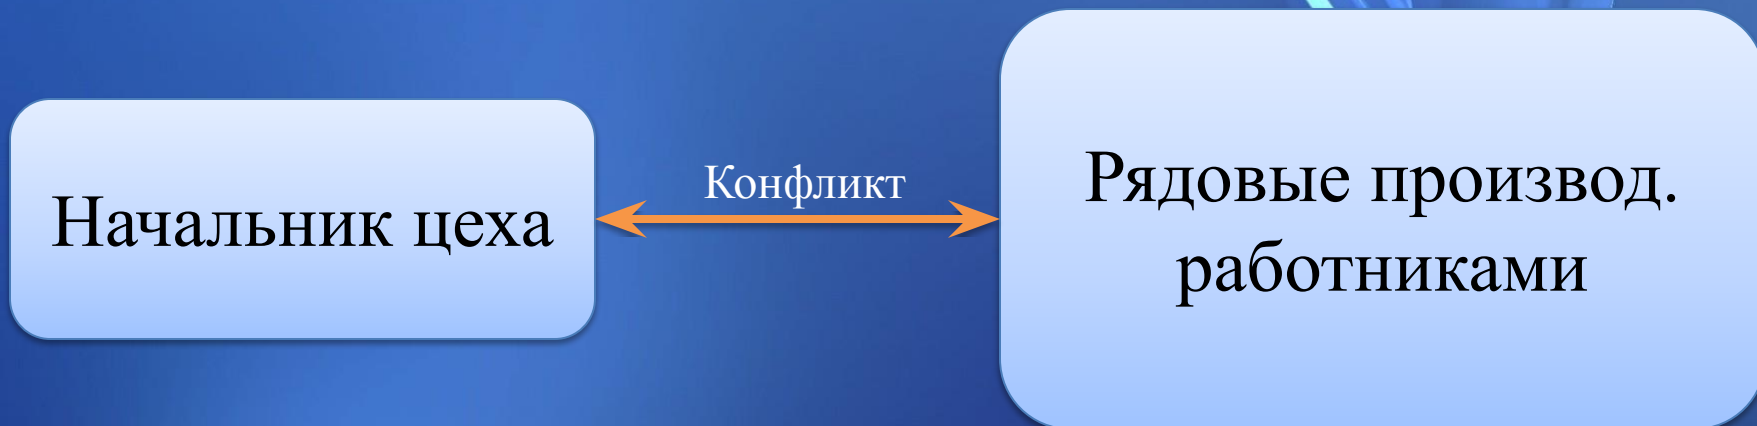 Начальник цеха
Конфликт
Рядовые производ.
работниками